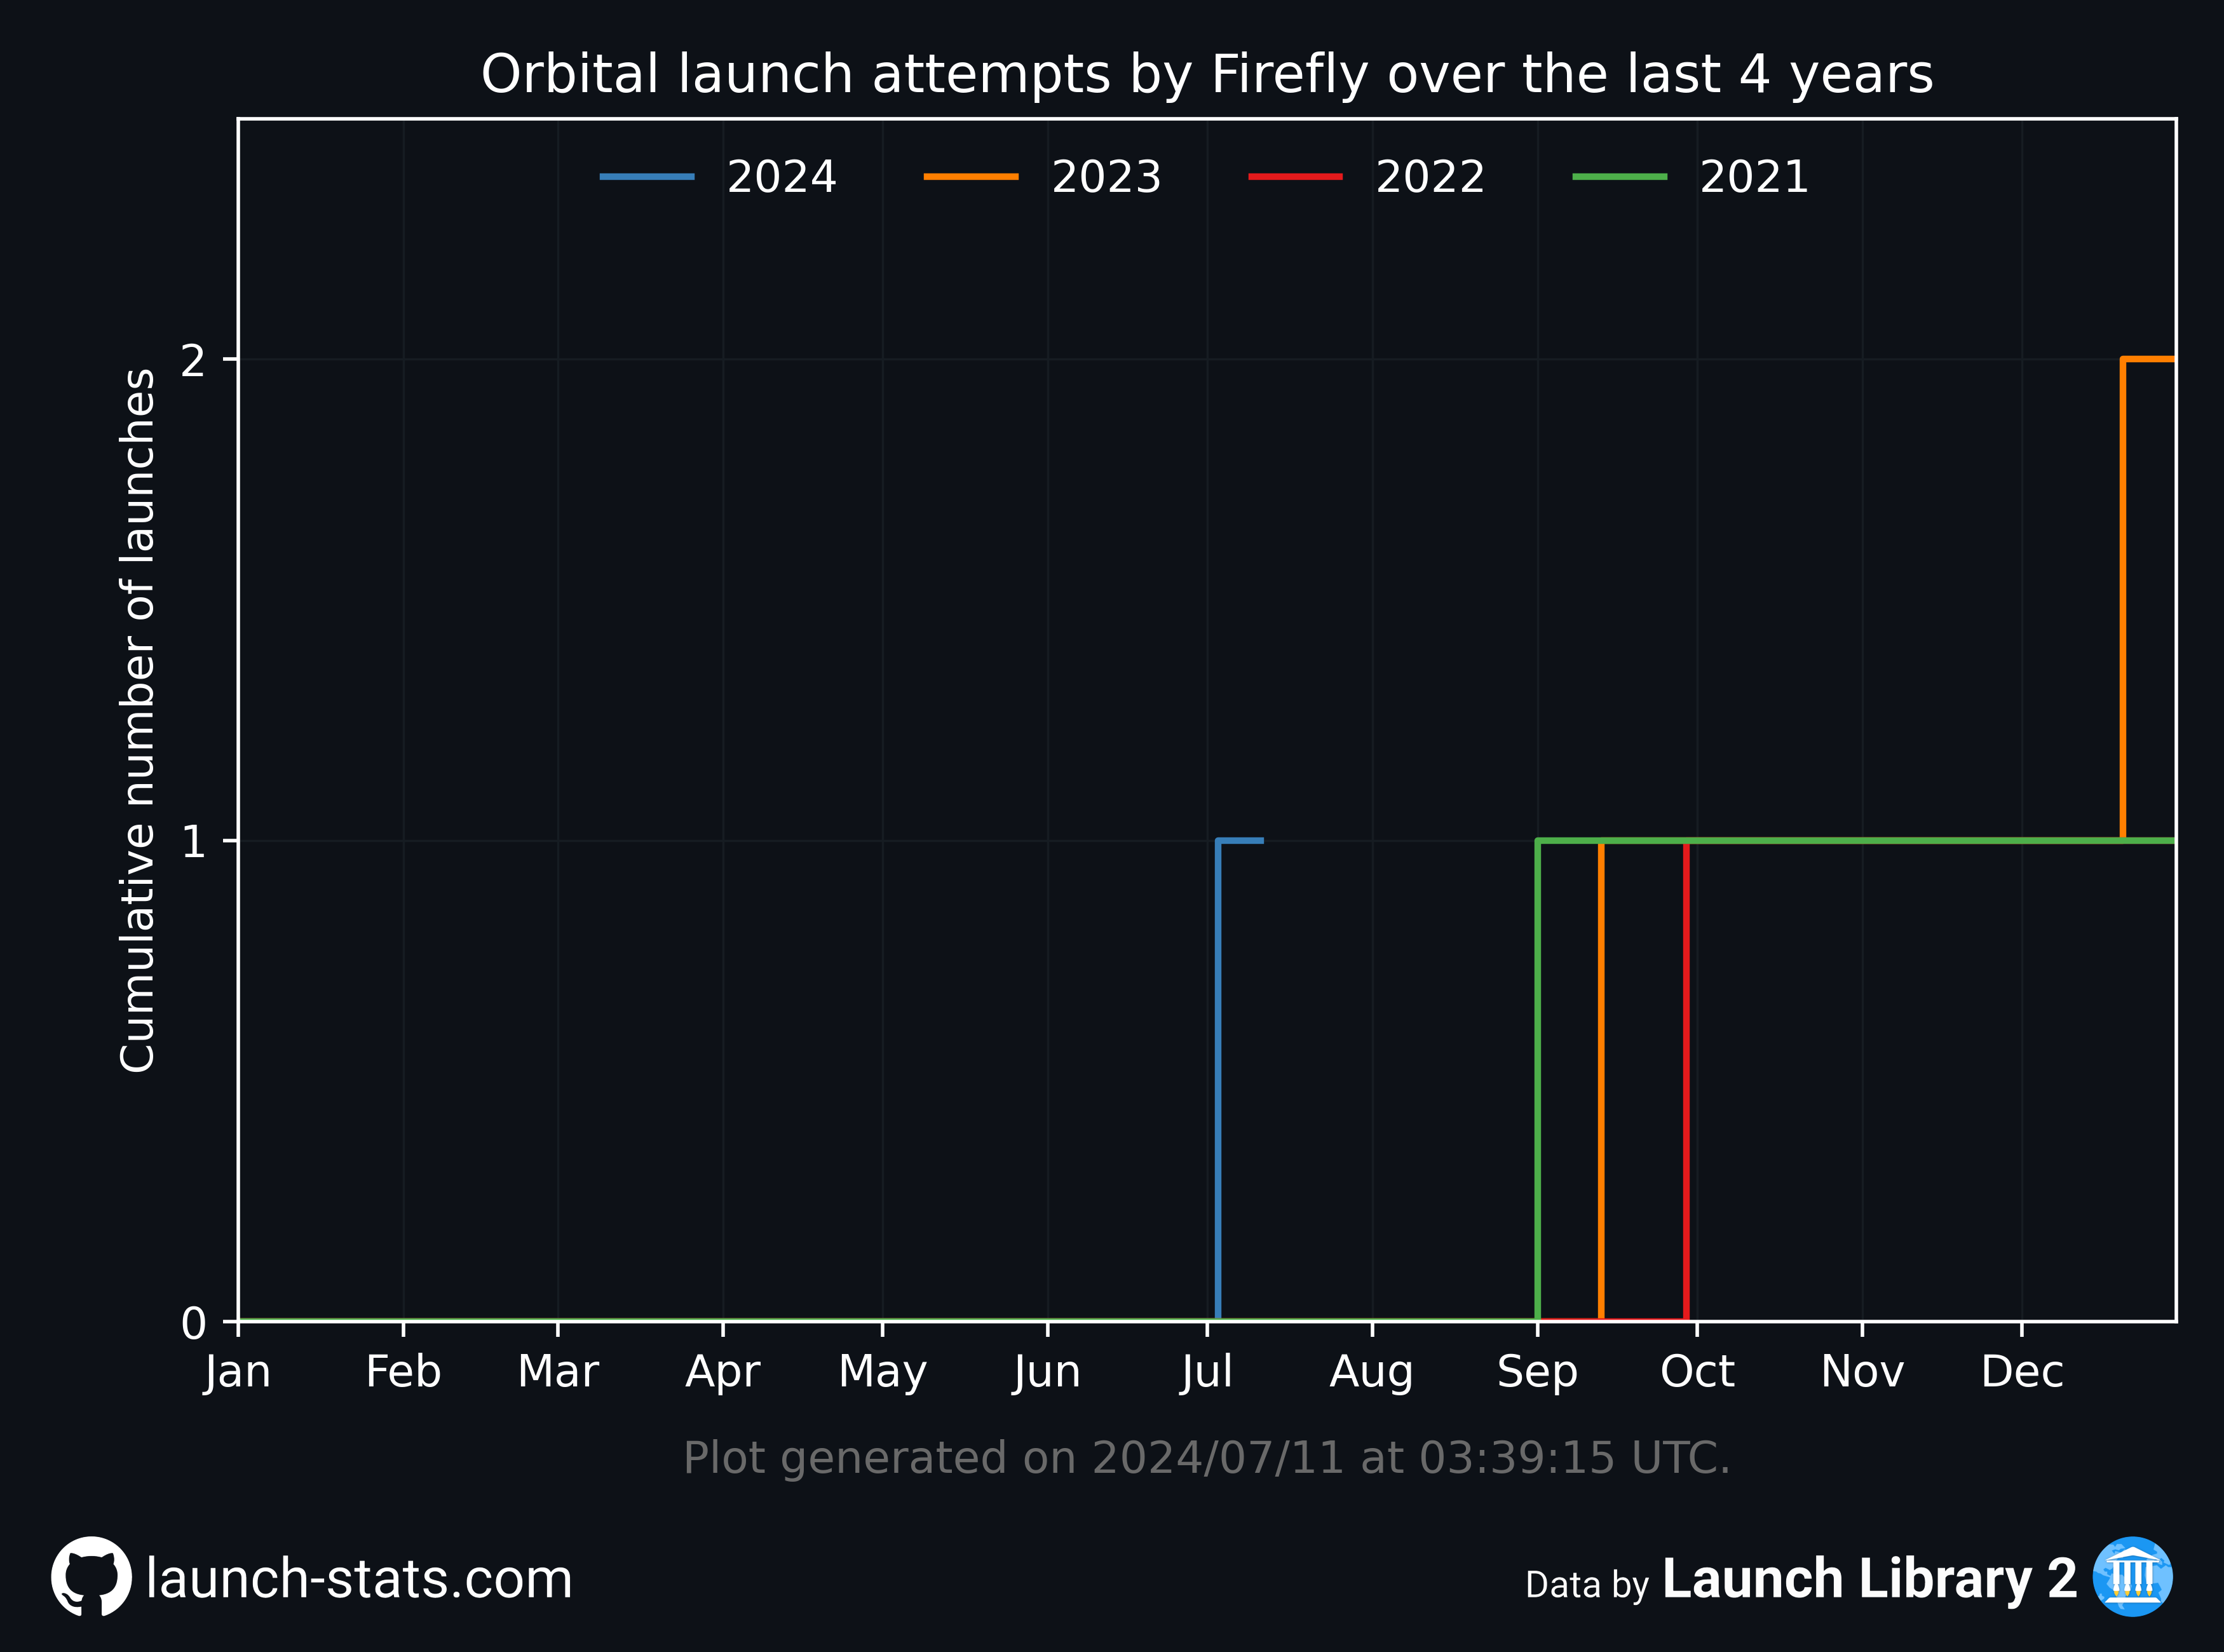 Orbital launch attempts by Firefly over the last 4 years
2024 2023 2022 2021
Cumulative number of launches
2
1
0
Jan Feb Mar Apr May Jun Jul Aug Sep Oct Nov Dec
Plot generated on 2024/07/11 at 03:39:15 UTC.
launch-stats.com
Data by Launch Library 2